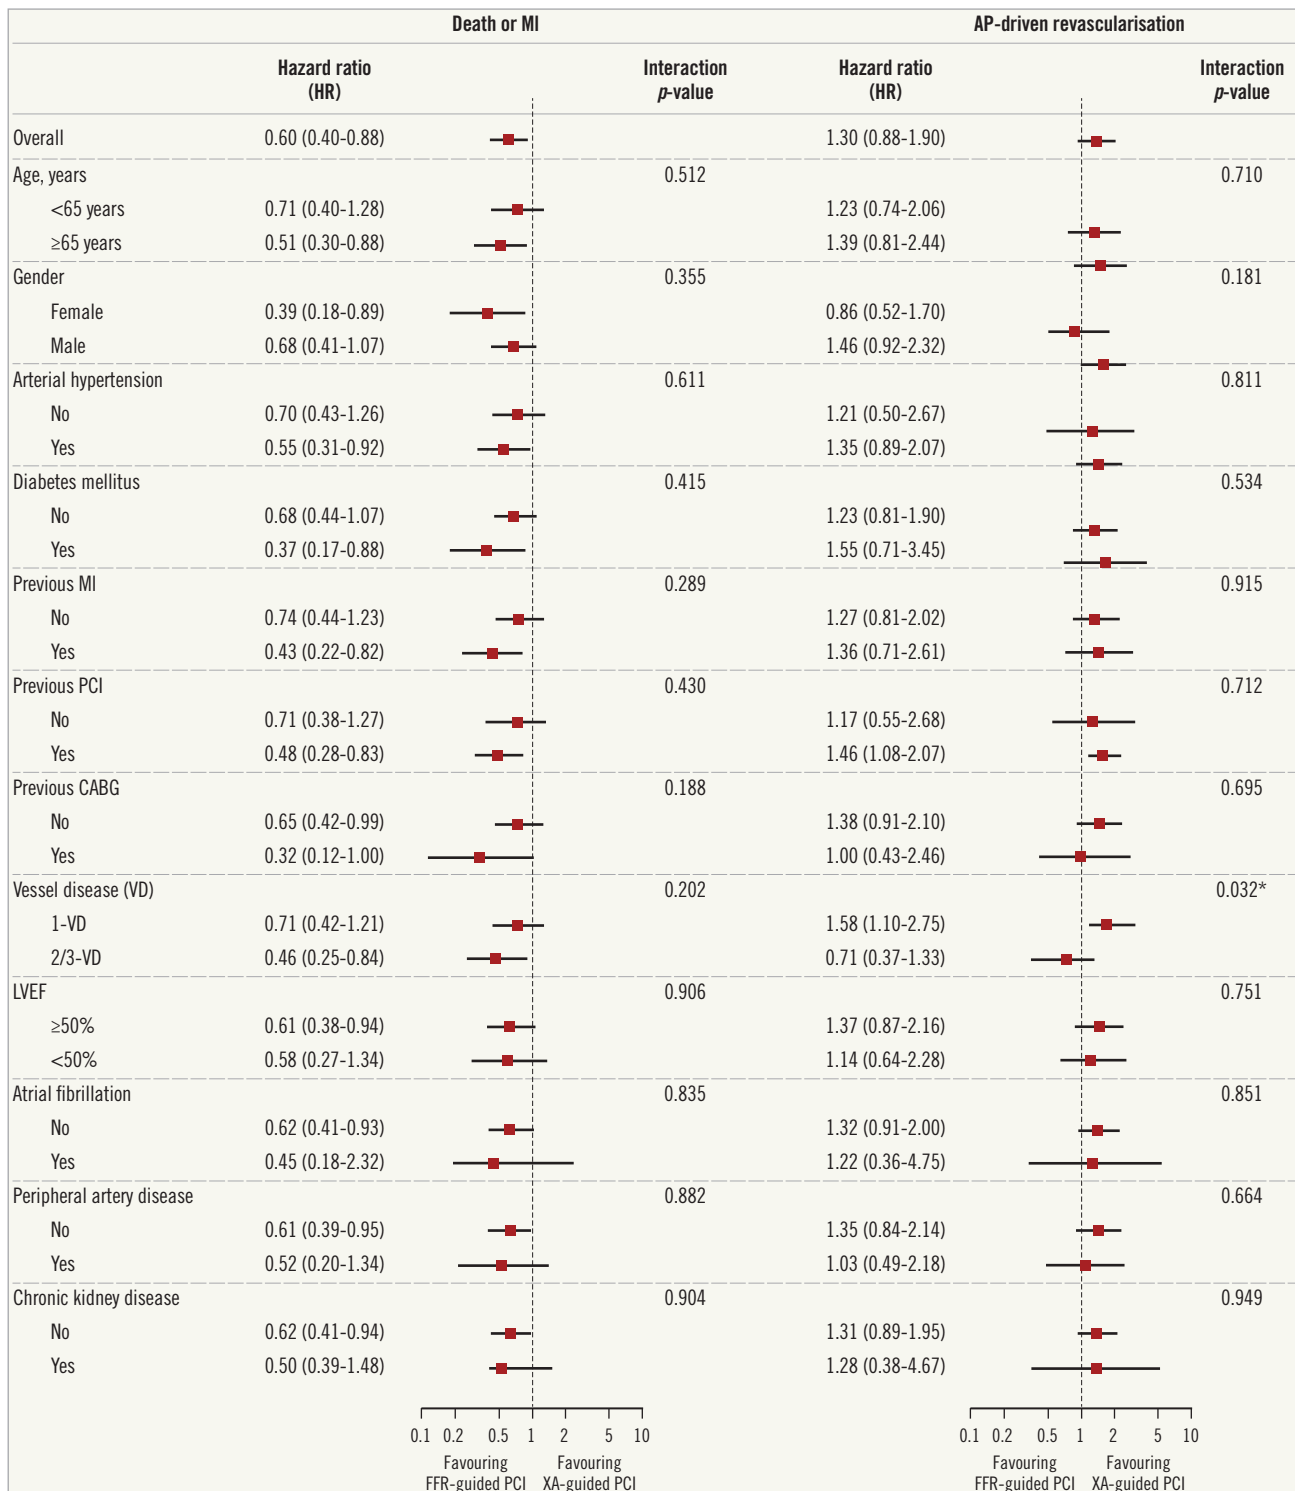 Death or MI AP-driven revascularisation
Hazard ratio (HR) Interaction p-value Hazard ratio (HR) Interaction p-value
Overall 0.60 (0.40-0.88) 1.30 (0.88-1.90)
Age, years 0.512 0.710
<65 years 0.71 (0.40-1.28) 1.23 (0.74-2.06)
≥65 years 0.51 (0.30-0.88) 1.39 (0.81-2.44)
Gender 0.355 0.181
Female 0.39 (0.18-0.89) 0.86 (0.52-1.70)
Male 0.68 (0.41-1.07) 1.46 (0.92-2.32)
Arterial hypertension 0.611 0.811
No 0.70 (0.43-1.26) 1.21 (0.50-2.67)
Yes 0.55 (0.31-0.92) 1.35 (0.89-2.07)
Diabetes mellitus 0.415 0.534
No 0.68 (0.44-1.07) 1.23 (0.81-1.90)
Yes 0.37 (0.17-0.88) 1.55 (0.71-3.45)
Previous MI 0.289 0.915
No 0.74 (0.44-1.23) 1.27 (0.81-2.02)
Yes 0.43 (0.22-0.82) 1.36 (0.71-2.61)
Previous PCI 0.430 0.712
No 0.71 (0.38-1.27) 1.17 (0.55-2.68)
Yes 0.48 (0.28-0.83) 1.46 (1.08-2.07)
Previous CABG 0.188 0.695
No 0.65 (0.42-0.99) 1.38 (0.91-2.10)
Yes 0.32 (0.12-1.00) 1.00 (0.43-2.46)
Vessel disease (VD) 0.202 0.032*
1-VD 0.71 (0.42-1.21) 1.58 (1.10-2.75)
2/3-VD 0.46 (0.25-0.84) 0.71 (0.37-1.33)
LVEF 0.906 0.751
≥50% 0.61 (0.38-0.94) 1.37 (0.87-2.16)
<50% 0.58 (0.27-1.34) 1.14 (0.64-2.28)
Atrial fibrillation 0.835 0.851
No 0.62 (0.41-0.93) 1.32 (0.91-2.00)
Yes 0.45 (0.18-2.32) 1.22 (0.36-4.75)
Peripheral artery disease 0.882 0.664
No 0.61 (0.39-0.95) 1.35 (0.84-2.14)
Yes 0.52 (0.20-1.34) 1.03 (0.49-2.18)
Chronic kidney disease 0.904 0.949
No 0.62 (0.41-0.94) 1.31 (0.89-1.95)
Yes 0.50 (0.39-1.48) 1.28 (0.38-4.67)
0.1 0.2 0.5 1 2 5 10 0.1 0.2 0.5 1 2 5 10
Favouring Favouring Favouring Favouring
FFR-guided PCI XA-guided PCI FFR-guided PCI XA-guided PCI